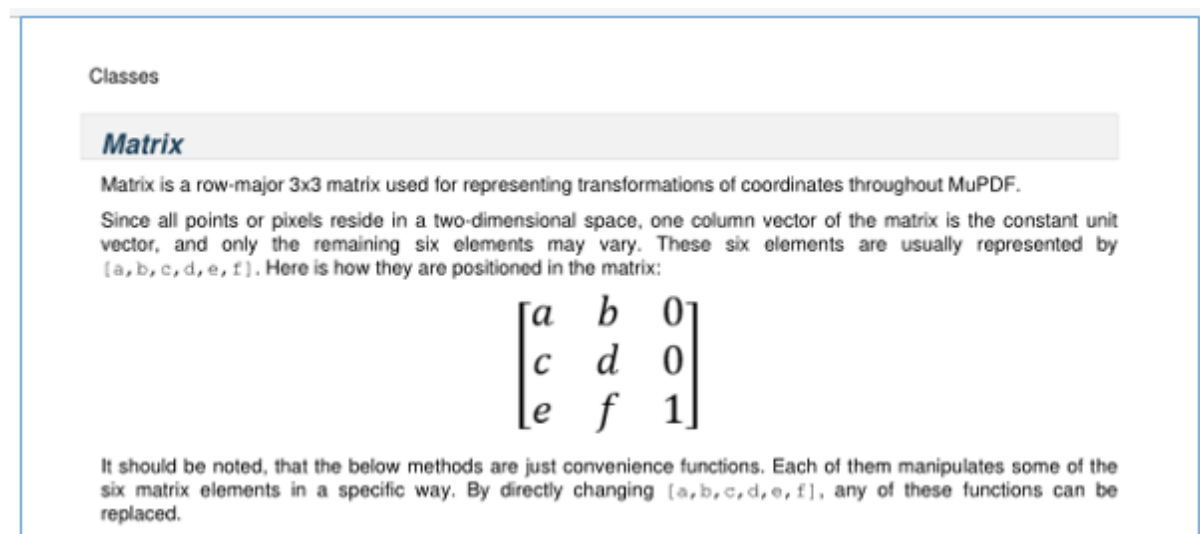 Classes
Matrix
Matrix is a row-major 3x3 matrix used for representing transformations of coordinates throughout MuPDF.
Since all points or pixels reside in a two-dimensional space, one column vector of the matrix is the constant unit
vector, and only the remaining six elements may vary. These six elements are usually represented by
[a,b,c,d,e,f]. Here is how they are positioned in the matrix:
a b 0
c d 0
e f 1
It should be noted, that the below methods are just convenience functions. Each of them manipulates some of the
six matrix elements in a specific way. By directly changing [a,b,c,d,e,f], any of these functions can be
replaced.